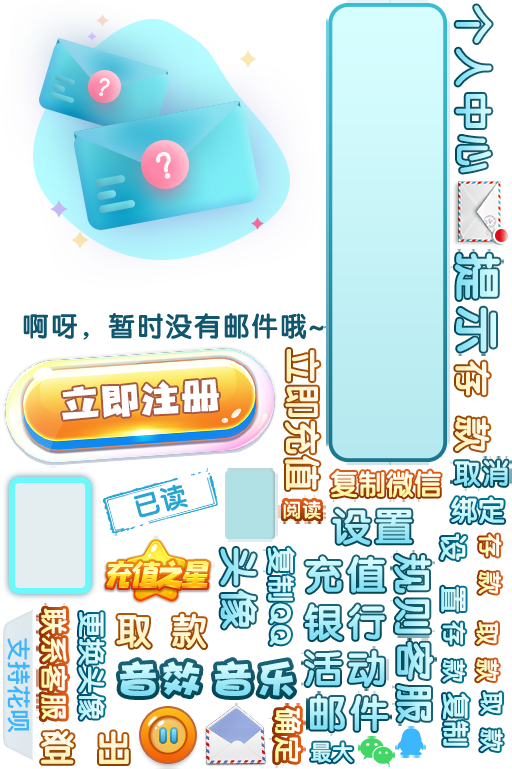 个人中心
?
?
提示
啊呀，暂时没有邮件哦~
立即注册
立即充值
存款
复制微信
取消
已读
阅读
绑定
设置
设置
存款
充值之星
头像
复制QQ
充值
规则
银行
客服
联系客服
更换头像
取款
支持花呗
音效
音乐
活动
存款
取款
复制
取款
邮件
退出
确定
最大